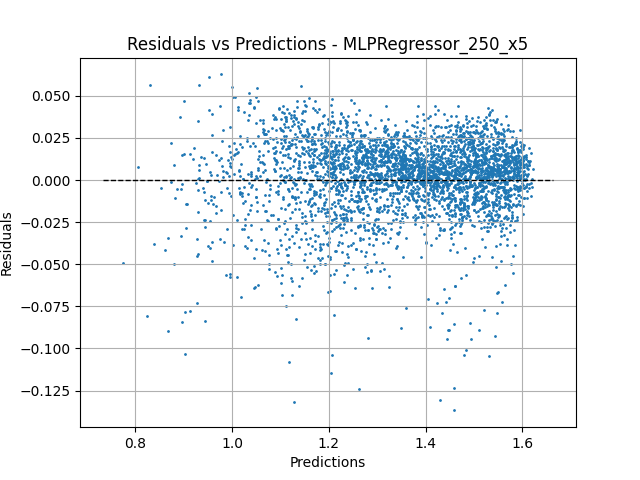 Residuals vs Predictions - MLPRegressor_250_x5
0.050
0.025
0.000
−0.025
−0.050
−0.075
−0.100
−0.125
Residuals
0.8 1.0 1.2 1.4 1.6
Predictions